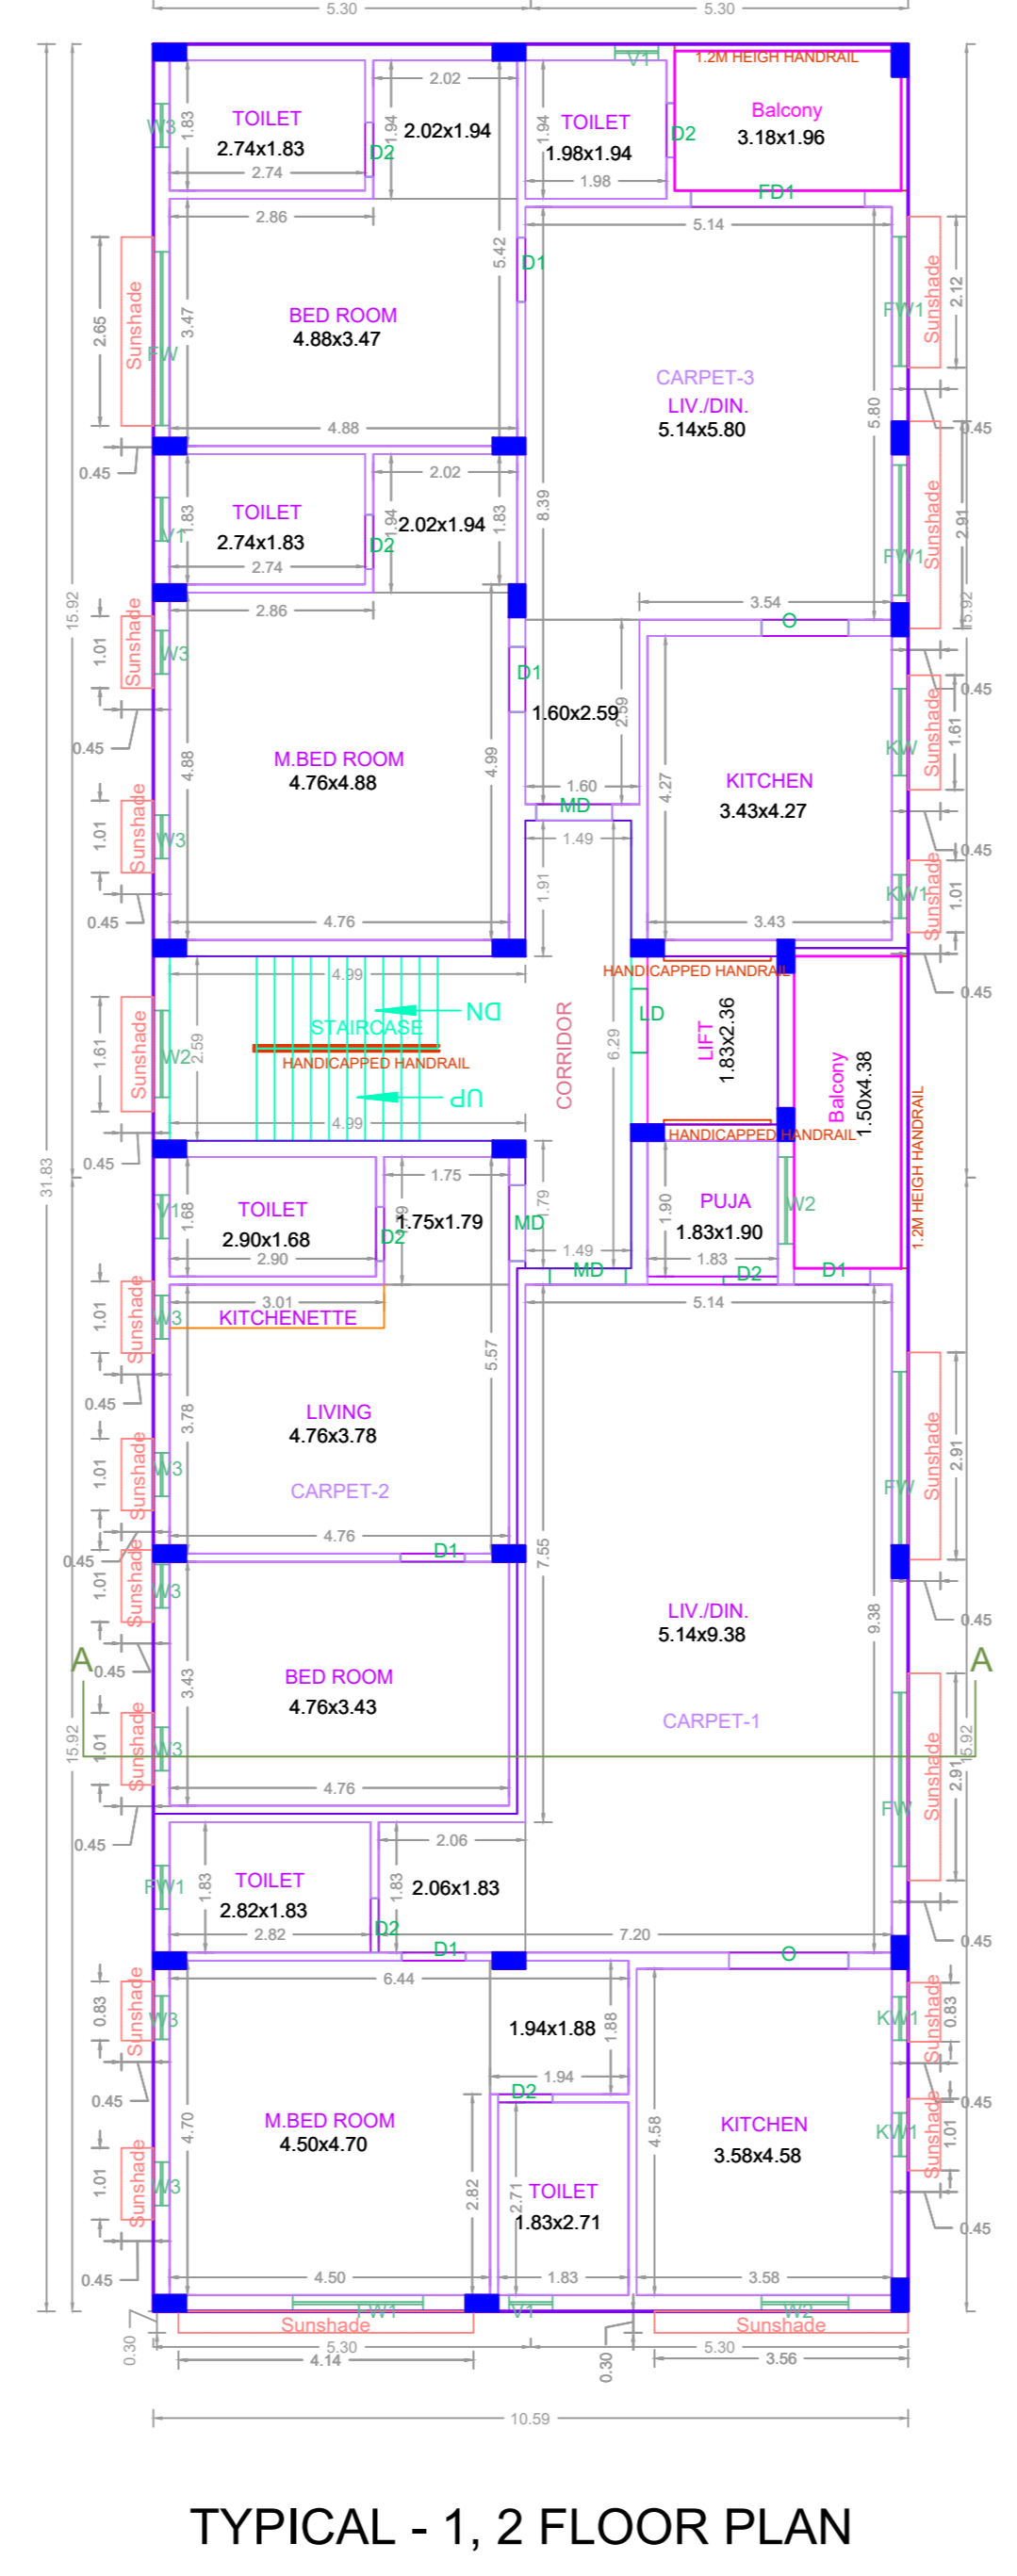 5.30 5.30
1.2M HEIGH HANDRAIL
V1
2.02
TOILET
2.74x1.83
W3
1.83
2.74
D2
1.94
2.02x1.94
1.94
TOILET
1.98x1.94
1.98
D2
Balcony
3.18x1.96
FD1
2.86
5.14
5.42
D1
Sunshade
2.65
FW
3.47
BED ROOM
4.88x3.47
4.88
0.45
CARPET-3
LIV./DIN.
5.14x5.80
5.80
8.39
FW1
Sunshade
2.12
0.45
FW1
Sunshade
2.91
15.92
15.92
TOILET
2.74x1.83
V1
1.83
2.74
D2
1.94
2.02
2.02x1.94
1.83
2.86
3.54
O
Sunshade
1.01
W3
0.45
D1
1.60x2.59
2.59
1.60
MD
1.49
M.BED ROOM
4.76x4.88
4.88
4.99
4.76
Sunshade
1.01
W3
0.45
1.91
KITCHEN
3.43x4.27
4.27
3.43
0.45
KW
Sunshade
1.61
0.45
KW1
Sunshade
1.01
0.45
4.99
HANDICAPPED HANDRAIL
DN
STAIRCASE
HANDICAPPED HANDRAIL
UP
4.99
2.59
W2
Sunshade
1.61
0.45
CORRIDOR
6.29
LD
LIFT
1.83x2.36
HANDICAPPED HANDRAIL
Balcony
1.50x4.38
1.2M HEIGH HANDRAIL
31.83
TOILET
2.90x1.68
V1
1.68
2.90
D2
1.75
1.75x1.79
1.79
MD
1.79
1.49
MD
PUJA
1.83x1.90
1.90
1.83
W2
D2
D1
3.01
KITCHENETTE
5.14
Sunshade
1.01
W3
0.45
5.57
3.78
LIVING
4.76x3.78
CARPET-2
4.76
Sunshade
1.01
W3
0.45
D1
7.55
Sunshade
2.91
FW
0.45
Sunshade
1.01
W3
0.45
BED ROOM
4.76x3.43
3.43
4.76
LIV./DIN.
5.14x9.38
9.38
CARPET-1
A A
15.92
15.92
Sunshade
1.01
W3
0.45
Sunshade
2.91
FW
0.45
TOILET
2.82x1.83
FW1
1.83
2.82
D2
1.83
2.06
2.06x1.83
7.20
D1
O
6.44
Sunshade
0.83
W3
0.45
1.94x1.88
1.88
1.94
D2
KW1
Sunshade
0.83
0.45
M.BED ROOM
4.50x4.70
4.70
2.82
4.50
Sunshade
1.01
W3
0.45
TOILET
1.83x2.71
2.71
1.83
KITCHEN
3.58x4.58
4.58
3.58
KW1
Sunshade
1.01
0.45
FW1
V1
W2
Sunshade
Sunshade
0.30
5.30
4.14
0.30
5.30
3.56
10.59
TYPICAL - 1, 2 FLOOR PLAN